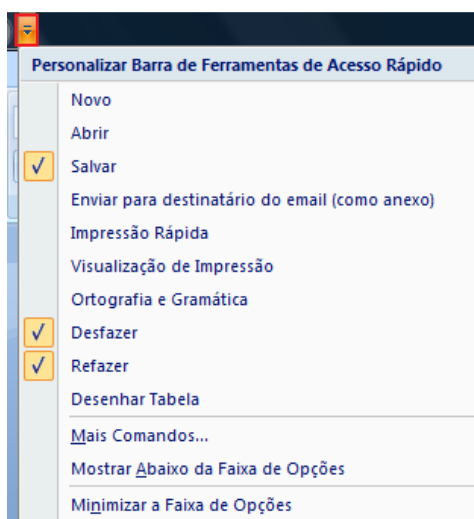 Personalizar Barra de Ferramentas de Acesso Rápido
Novo
Abrir
Salvar
Enviar para destinatário do email (como anexo)
Impressão Rápida
Visualização de Impressão
Ortografia e Gramática
Desfazer
Refazer
Desenhar Tabela
Mais Comandos...
Mostrar Abaixo da Faixa de Opções
Minimizar a Faixa de Opções